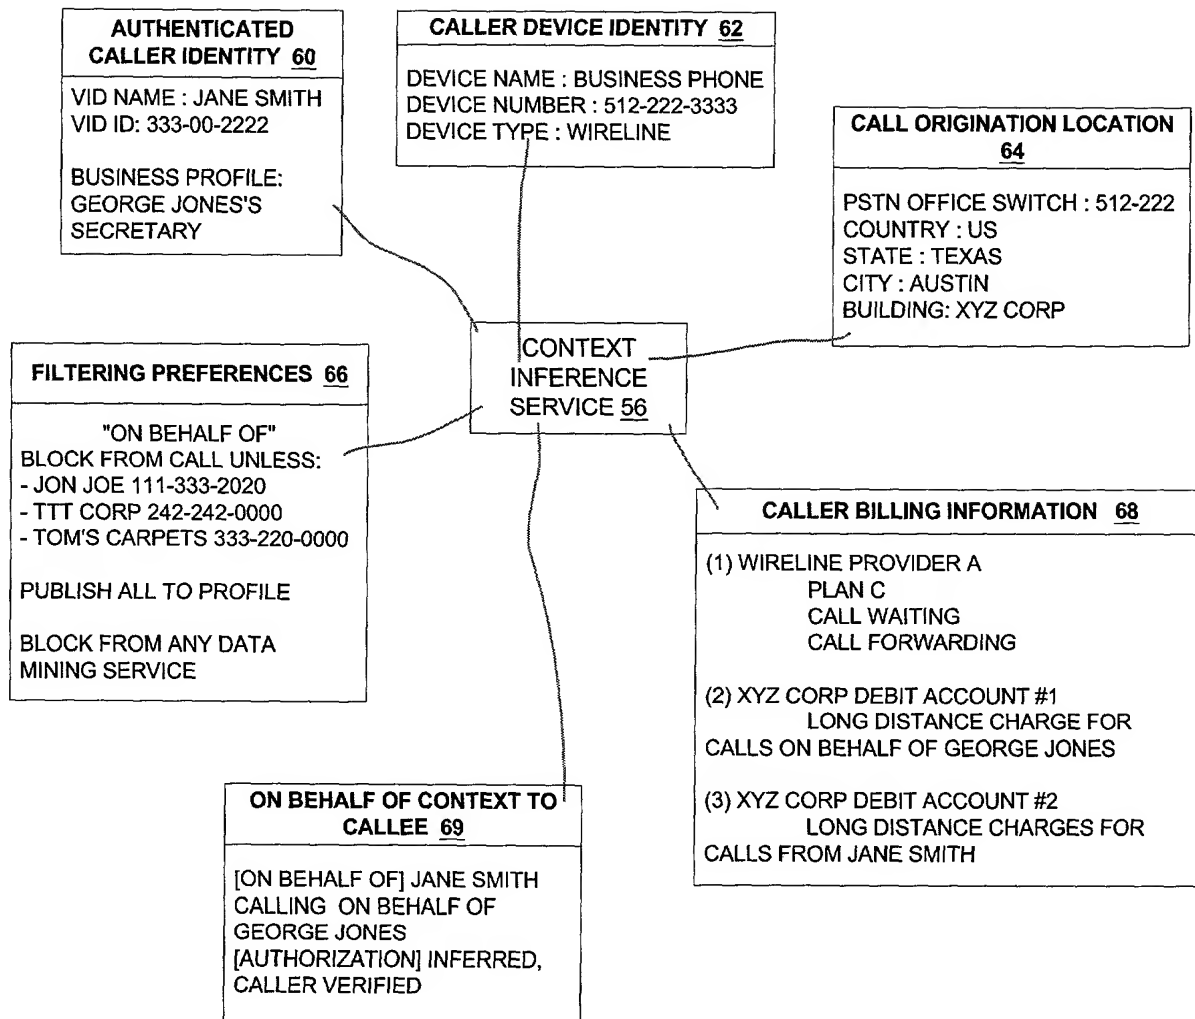 AUTHENTICATED
CALLER IDENTITY 60
VID NAME : JANE SMITH
VID ID: 333-00-2222
BUSINESS PROFILE:
GEORGE JONES'S
SECRETARY
CALLER DEVICE IDENTITY 62
DEVICE NAME : BUSINESS PHONE
DEVICE NUMBER : 512-222-3333
DEVICE TYPE : WIRELINE
CALL ORIGINATION LOCATION
64
PSTN OFFICE SWITCH : 512-222
COUNTRY : US
STATE : TEXAS
CITY : AUSTIN
BUILDING: XYZ CORP
CONTEXT
INFERENCE
SERVICE 56
FILTERING PREFERENCES 66
"ON BEHALF OF"
BLOCK FROM CALL UNLESS:
- JON JOE 111-333-2020
- TTT CORP 242-242-0000
- TOM'S CARPETS 333-220-0000
PUBLISH ALL TO PROFILE
BLOCK FROM ANY DATA
MINING SERVICE
CALLER BILLING INFORMATION 68
(1) WIRELINE PROVIDER A
PLAN C
CALL WAITING
CALL FORWARDING
(2) XYZ CORP DEBIT ACCOUNT #1
LONG DISTANCE CHARGE FOR
CALLS ON BEHALF OF GEORGE JONES
(3) XYZ CORP DEBIT ACCOUNT #2
LONG DISTANCE CHARGES FOR
CALLS FROM JANE SMITH
ON BEHALF OF CONTEXT TO
CALLEE 69
[ON BEHALF OF] JANE SMITH
CALLING ON BEHALF OF
GEORGE JONES
[AUTHORIZATION] INFERRED,
CALLER VERIFIED